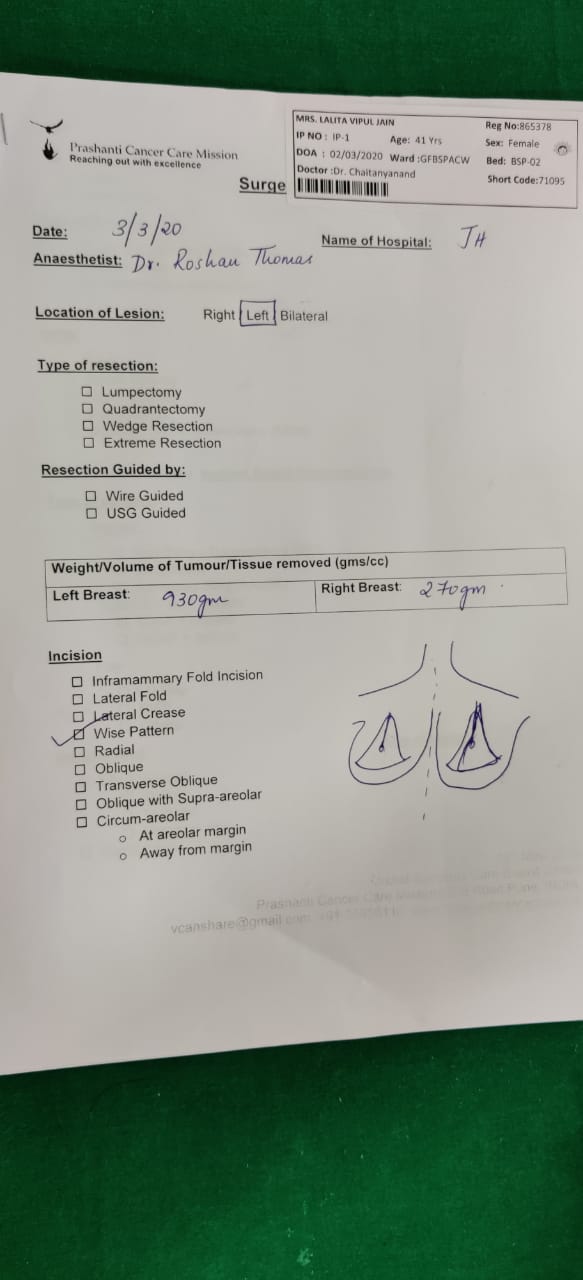 Prashanti Cancer Care Mission
Reaching out with excellence
MRS. LALITA VIPUL JAIN
Reg No:865378
IP NO : IP-1 Age: 41 Yrs Sex: Female
DOA : 02/03/2020 Ward :GFBSPACW Bed: BSP-02
Doctor :Dr. Chaitanyanand Short Code:71095
Surge
Date: 3/3/20
Name of Hospital: JH
Anaesthetist: Dr. Roshan Thomas
Location of Lesion: Right Left Bilateral
Type of resection:
Lumpectomy
Quadrantectomy
Wedge Resection
Extreme Resection
Resection Guided by:
Wire Guided
USG Guided
Weight/Volume of Tumour/Tissue removed (gms/cc)
Left Breast: 930gm Right Breast: 270gm
Incision
Inframammary Fold Incision
Lateral Fold
Lateral Crease
Wise Pattern
Radial
Oblique
Transverse Oblique
Oblique with Supra-areolar
Circum-areolar
At areolar margin
Away from margin
Prashanti Cancer Care
vcanshare@gmail.com